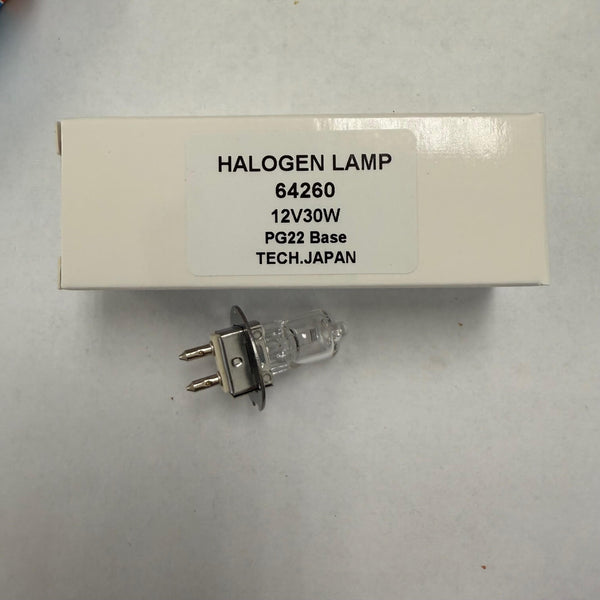 HALOGEN LAMP
64260
12V30W
PG22 Base
TECH.JAPAN